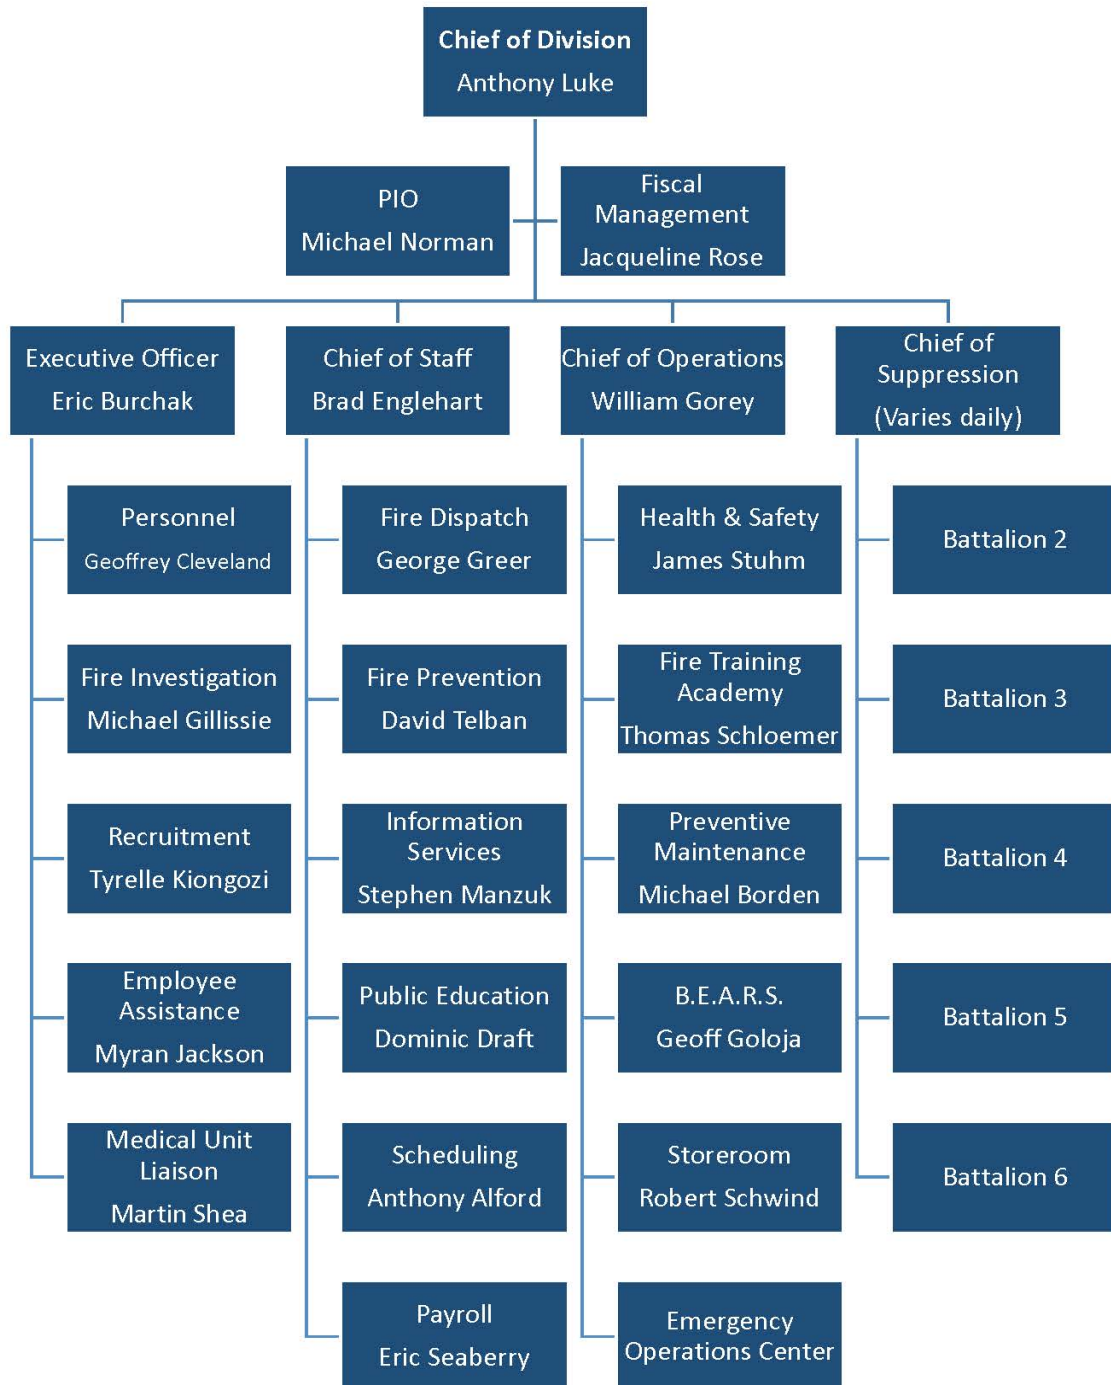 Chief of Division
Anthony Luke
PIO
Michael Norman
Fiscal
Management
Jacqueline Rose
Executive Officer
Eric Burchak
Chief of Staff
Brad Englehart
Chief of Operations
William Gorey
Chief of
Suppression
(Varies daily)
Personnel
Geoffrey Cleveland
Fire Dispatch
George Greer
Health & Safety
James Stuhm
Battalion 2
Fire Investigation
Michael Gillissie
Fire Prevention
David Telban
Fire Training
Academy
Thomas Schloemer
Battalion 3
Recruitment
Tyrelle Kiongozi
Information
Services
Stephen Manzuk
Preventive
Maintenance
Michael Borden
Battalion 4
Employee
Assistance
Myran Jackson
Public Education
Dominic Draft
B.E.A.R.S.
Geoff Goloja
Battalion 5
Medical Unit
Liaison
Martin Shea
Scheduling
Anthony Alford
Storeroom
Robert Schwind
Battalion 6
Payroll
Eric Seaberry
Emergency
Operations Center